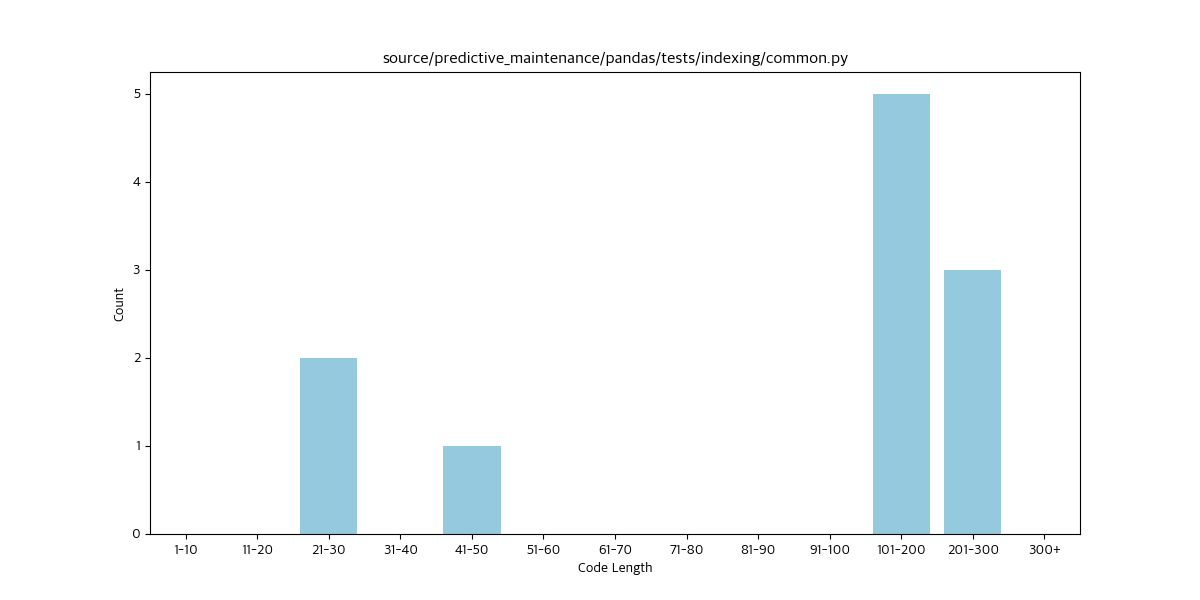 source/predictive_maintenance/pandas/tests/indexing/common.py
5
4
3
2
1
0
Count
1-10 11-20 21-30 31-40 41-50 51-60 61-70 71-80 81-90 91-100 101-200 201-300 300+
Code Length